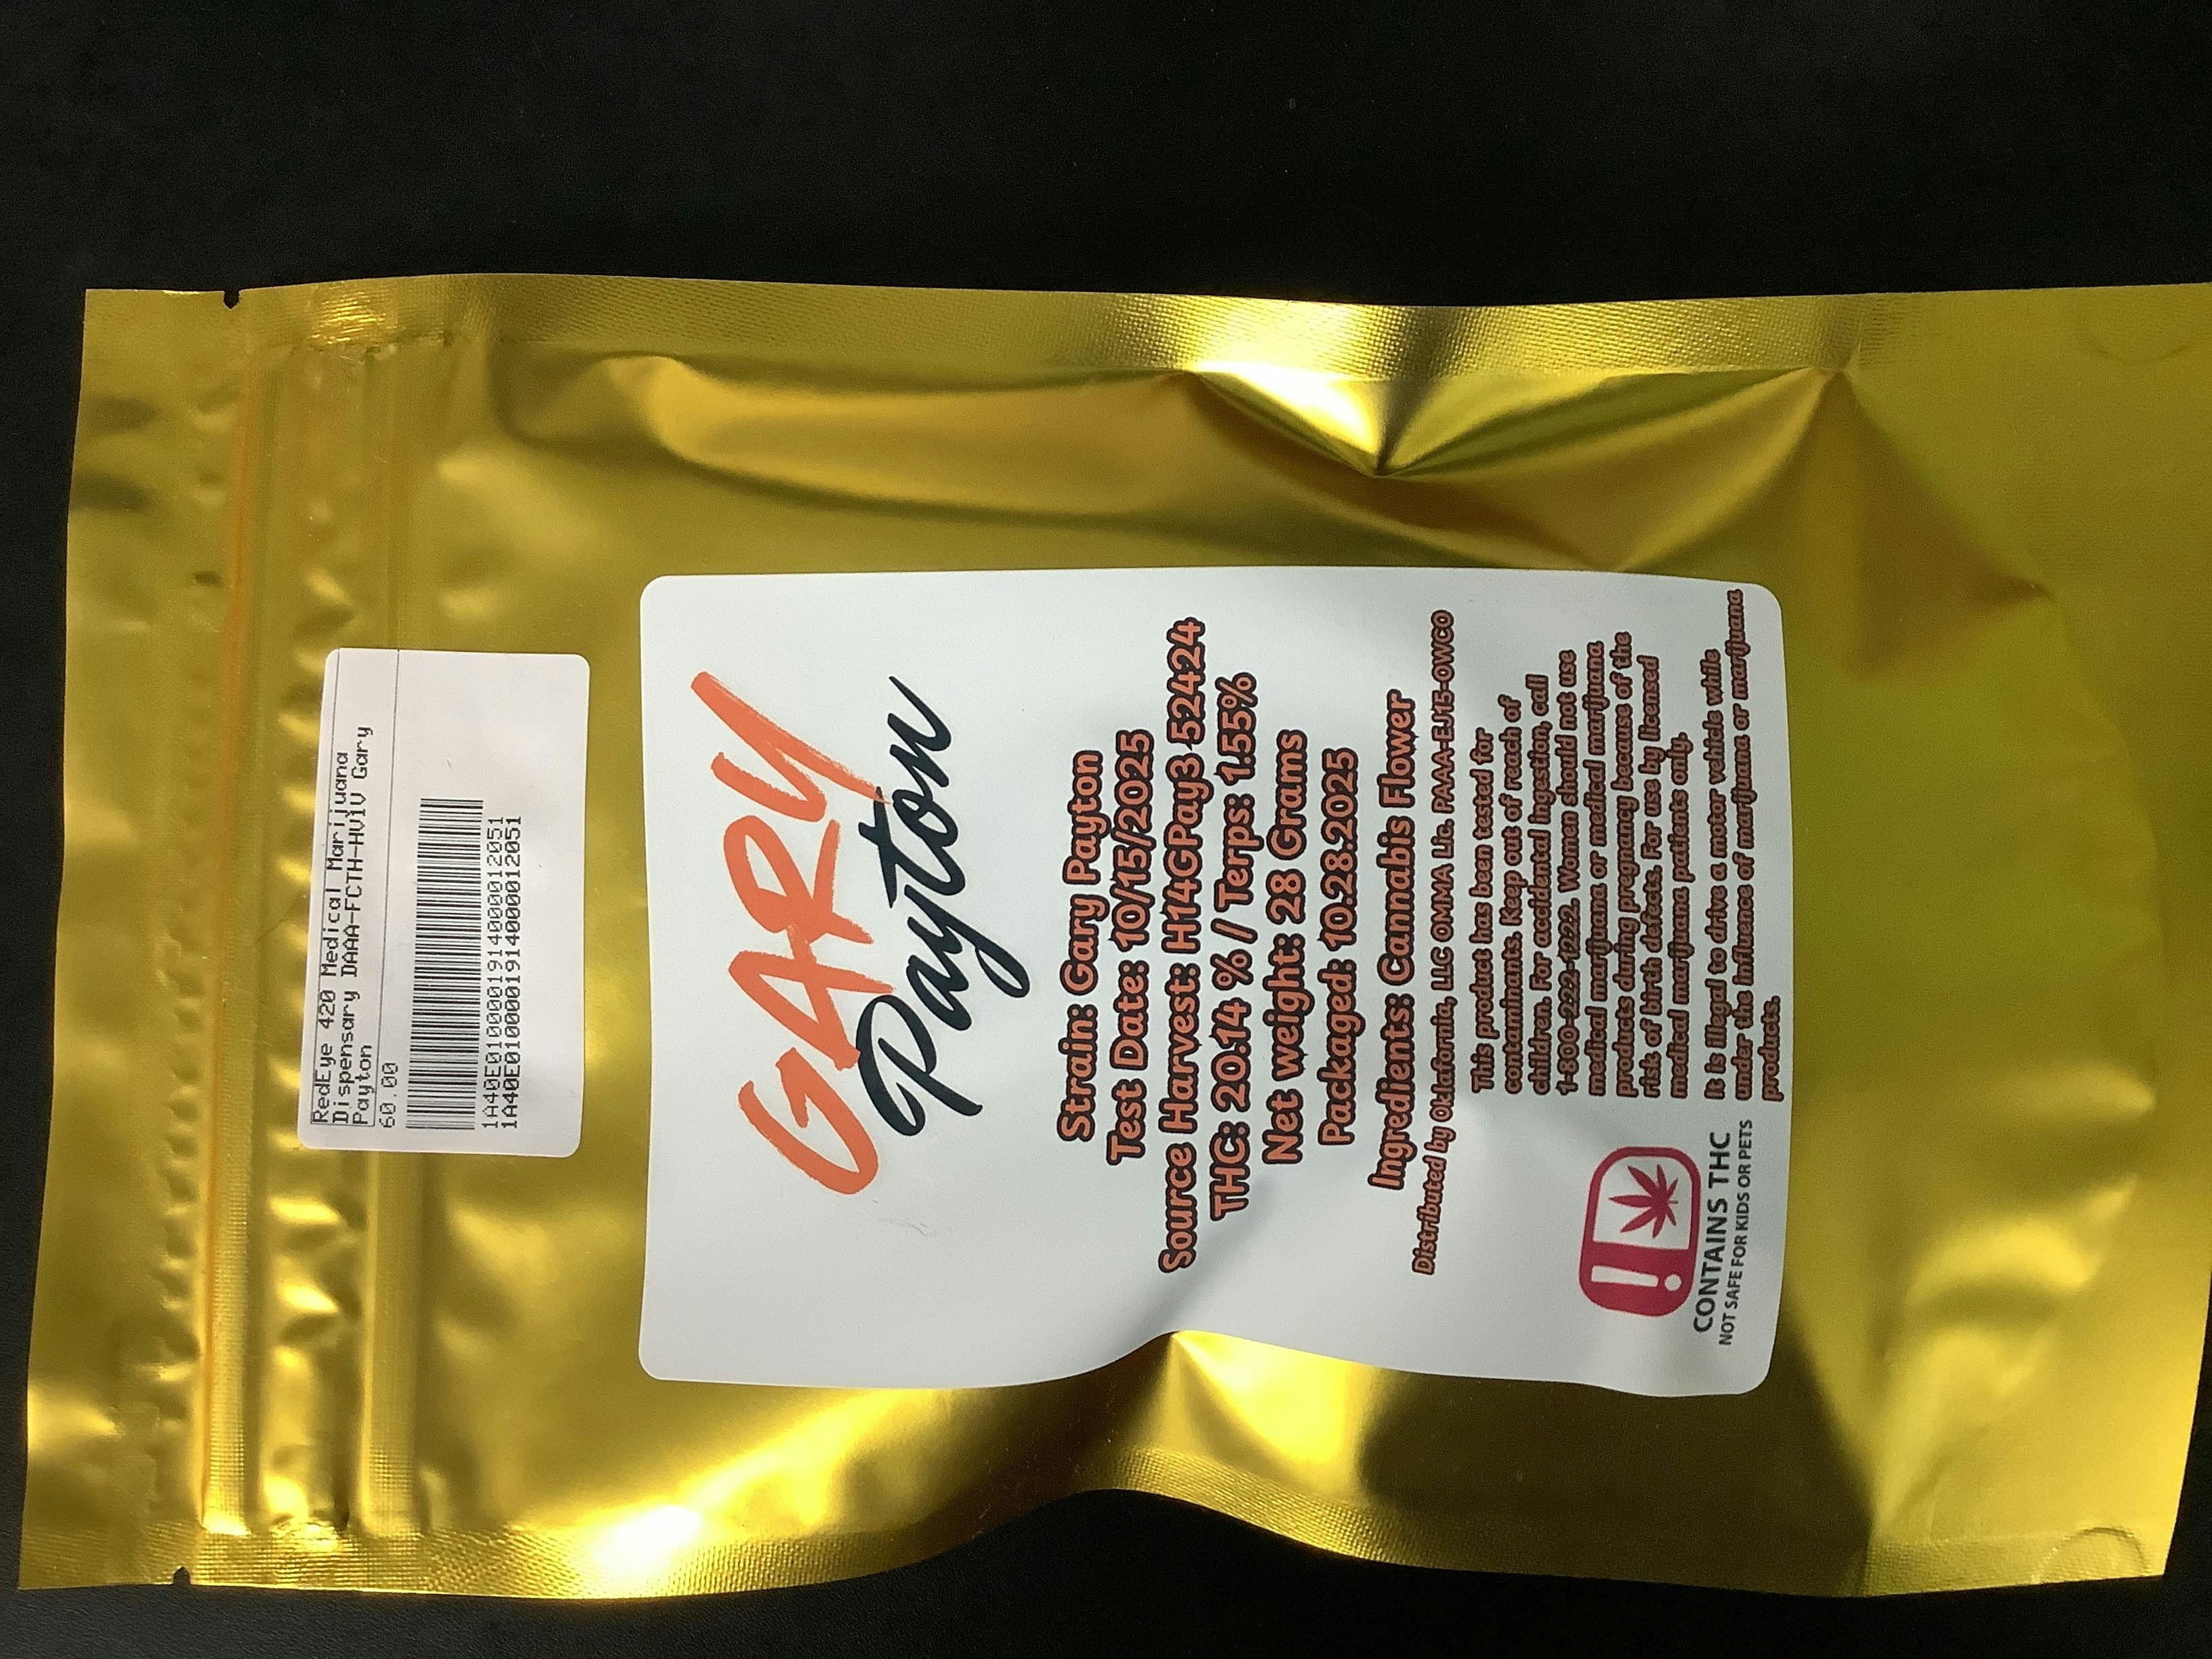 RedEye 420 Medical Marijuana
Dispensary DAAA-FCTH-HViV Gary
Payton
60.00
1A40E0100001914000012051
1A40E0100001914000012051
GARY
Payton
Strain: Gary Payton
Test Date: 10/15/2025
Source Harvest: H14GPay3 52424
THC: 20.14 % / Terps: 1.55%
Net weight: 28 Grams
Packaged: 10.28.2025
Ingredients: Cannabis Flower
Distributed by Oklafornia, LLC OMMA Lic. PAAA-EJ15-0WCO
This product has been tested for
contaminants. Keep out of reach of
children. For accidental ingestion, call
1-800-222-1222. Women should not use
medical marijuana or medical marijuana
products during pregnancy because of the
risk of birth defects. For use by licensed
medical marijuana patients only.
It is illegal to drive a motor vehicle while
under the influence of marijuana or marijuana
products.
CONTAINS THC
NOT SAFE FOR KIDS OR PETS